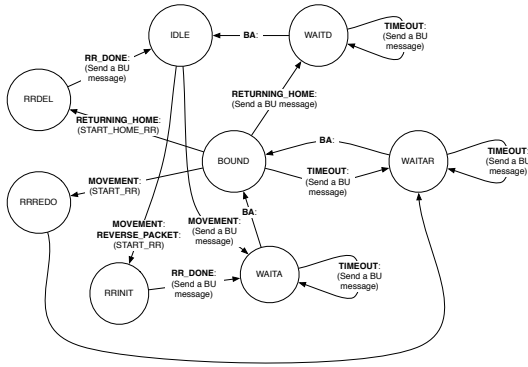 IDLE
BA:
WAITD
TIMEOUT:
(Send a BU
message)
RR_DONE:
(Send a BU
message)
RRDEL
RETURNING_HOME:
(Send a BU message)
RETURNING_HOME:
(START_HOME_RR)
BOUND
BA:
WAITAR
TIMEOUT:
(Send a BU
message)
TIMEOUT:
(Send a BU
message)
MOVEMENT:
(START_RR)
RRREDO
BA:
MOVEMENT:
REVERSE_PACKET:
(START_RR)
MOVEMENT:
(Send a BU
message)
RRINIT
RR_DONE:
(Send a BU
message)
WAITA
TIMEOUT:
(Send a BU
message)